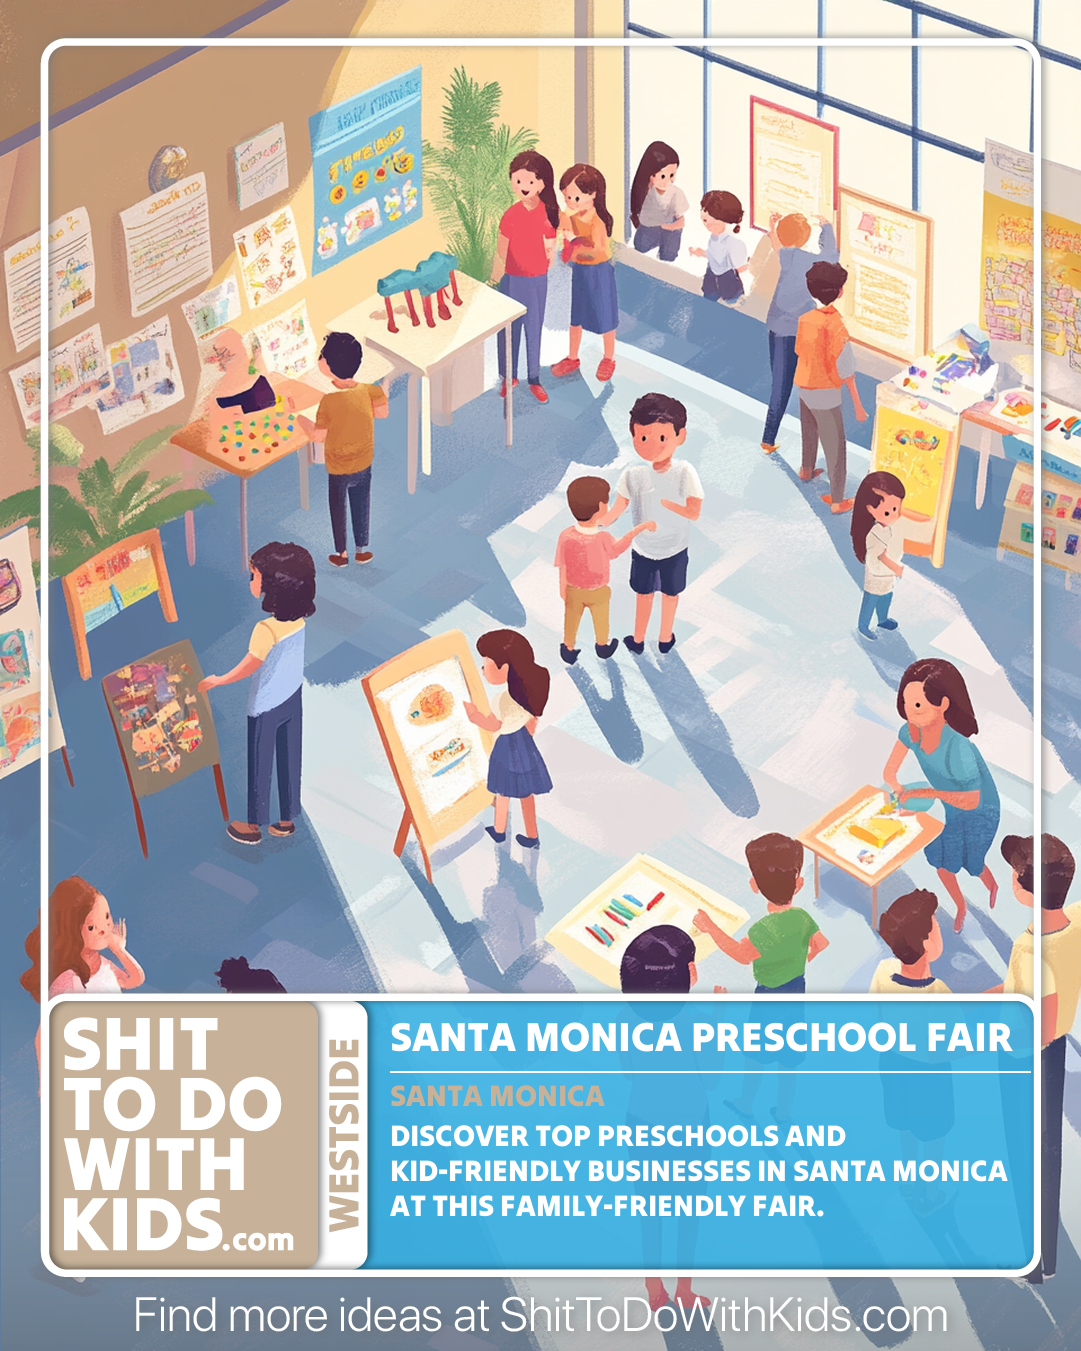 SHIT
TO DO
WITH
KIDS.com
WESTSIDE
SANTA MONICA PRESCHOOL FAIR
SANTA MONICA
DISCOVER TOP PRESCHOOLS AND
KID-FRIENDLY BUSINESSES IN SANTA MONICA
AT THIS FAMILY-FRIENDLY FAIR.
Find more ideas at ShitToDoWithKids.com